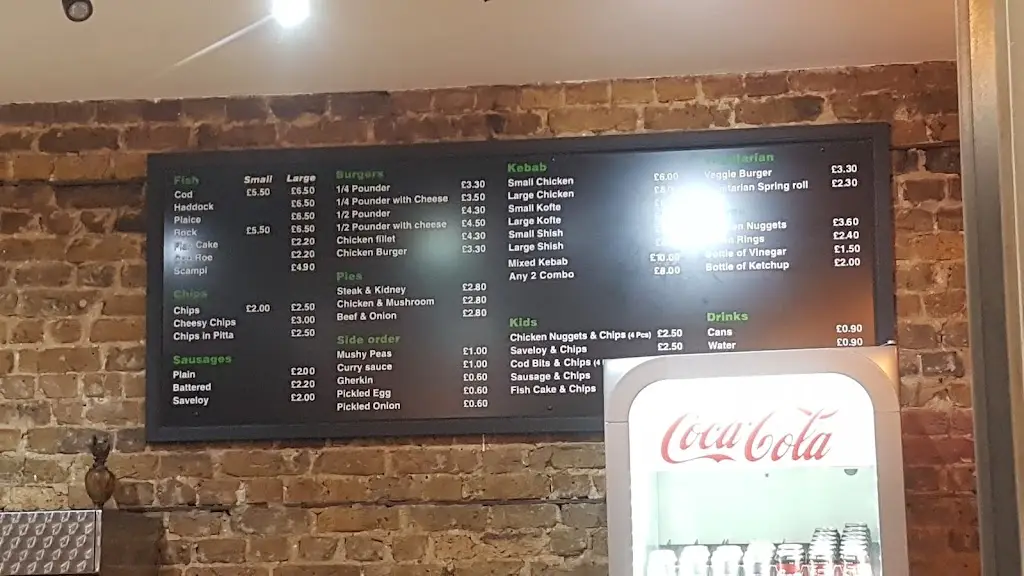 Fish Small Large
Cod £5.50 £6.50
Haddock £6.50
Plaice £6.50
Rock £5.50 £6.50
Fish Cake £2.20
Cod Roe £2.20
Scampi £4.90
Chips
Chips £2.00 £2.50
Cheesy Chips £3.00
Chips in Pitta £2.50
Sausages
Plain £2.00
Battered £2.20
Saveloy £2.00
Burgers
1/4 Pounder £3.30
1/4 Pounder with Cheese £3.50
1/2 Pounder £4.30
1/2 Pounder with cheese £4.50
Chicken fillet £4.30
Chicken Burger £3.30
Pies
Steak & Kidney £2.80
Chicken & Mushroom £2.80
Beef & Onion £2.80
Side order
Mushy Peas £1.00
Curry sauce £1.00
Gherkin £0.60
Pickled Egg £0.60
Pickled Onion £0.60
Kebab
Small Chicken £6.00
Large Chicken
Small Kofte
Large Kofte
Small Shish
Large Shish
Mixed Kebab £10.00
Any 2 Combo £8.00
Kids
Chicken Nuggets & Chips (4 Pcs) £2.50
Saveloy & Chips £2.50
Cod Bits & Chips (4
Sausage & Chips
Fish Cake & Chips
Veggie Burger £3.30
Spring roll £2.30
Nuggets £3.60
Rings £2.40
Bottle of Vinegar £1.50
Bottle of Ketchup £2.00
Drinks
Cans £0.90
Water £0.90
Coca-Cola